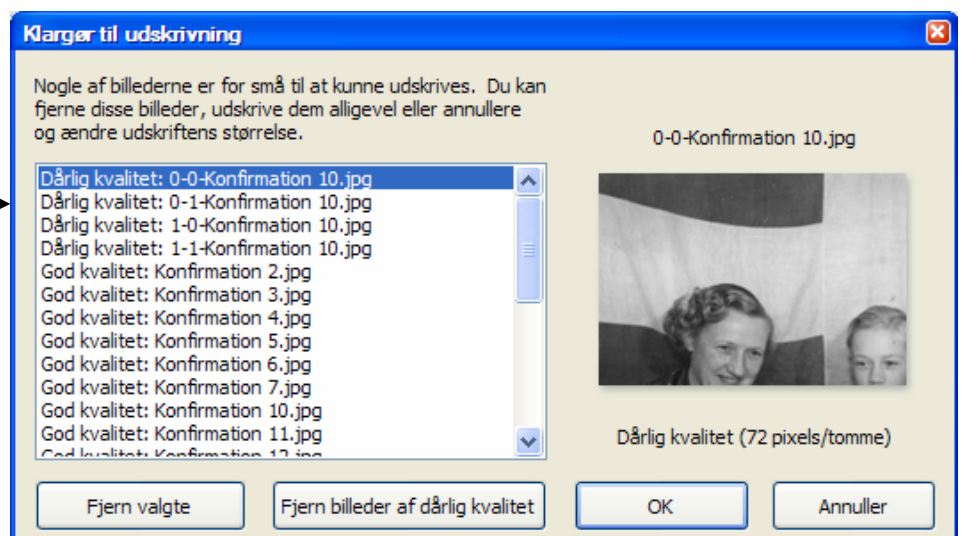 Klargør til udskrivning
Nogle af billederne er for små til at kunne udskrives. Du kan
fjerne disse billeder, udskrive dem alligevel eller annullere
og ændre udskriftens størrelse.
0-0-Konfirmation 10.jpg
Dårlig kvalitet: 0-0-Konfirmation 10.jpg
Dårlig kvalitet: 0-1-Konfirmation 10.jpg
Dårlig kvalitet: 1-0-Konfirmation 10.jpg
Dårlig kvalitet: 1-1-Konfirmation 10.jpg
God kvalitet: Konfirmation 2.jpg
God kvalitet: Konfirmation 3.jpg
God kvalitet: Konfirmation 4.jpg
God kvalitet: Konfirmation 5.jpg
God kvalitet: Konfirmation 6.jpg
God kvalitet: Konfirmation 7.jpg
God kvalitet: Konfirmation 10.jpg
God kvalitet: Konfirmation 11.jpg
God kvalitet: Konfirmation 12.jpg
Dårlig kvalitet (72 pixels/tomme)
Fjern valgte
Fjern billeder af dårlig kvalitet
OK
Annuller